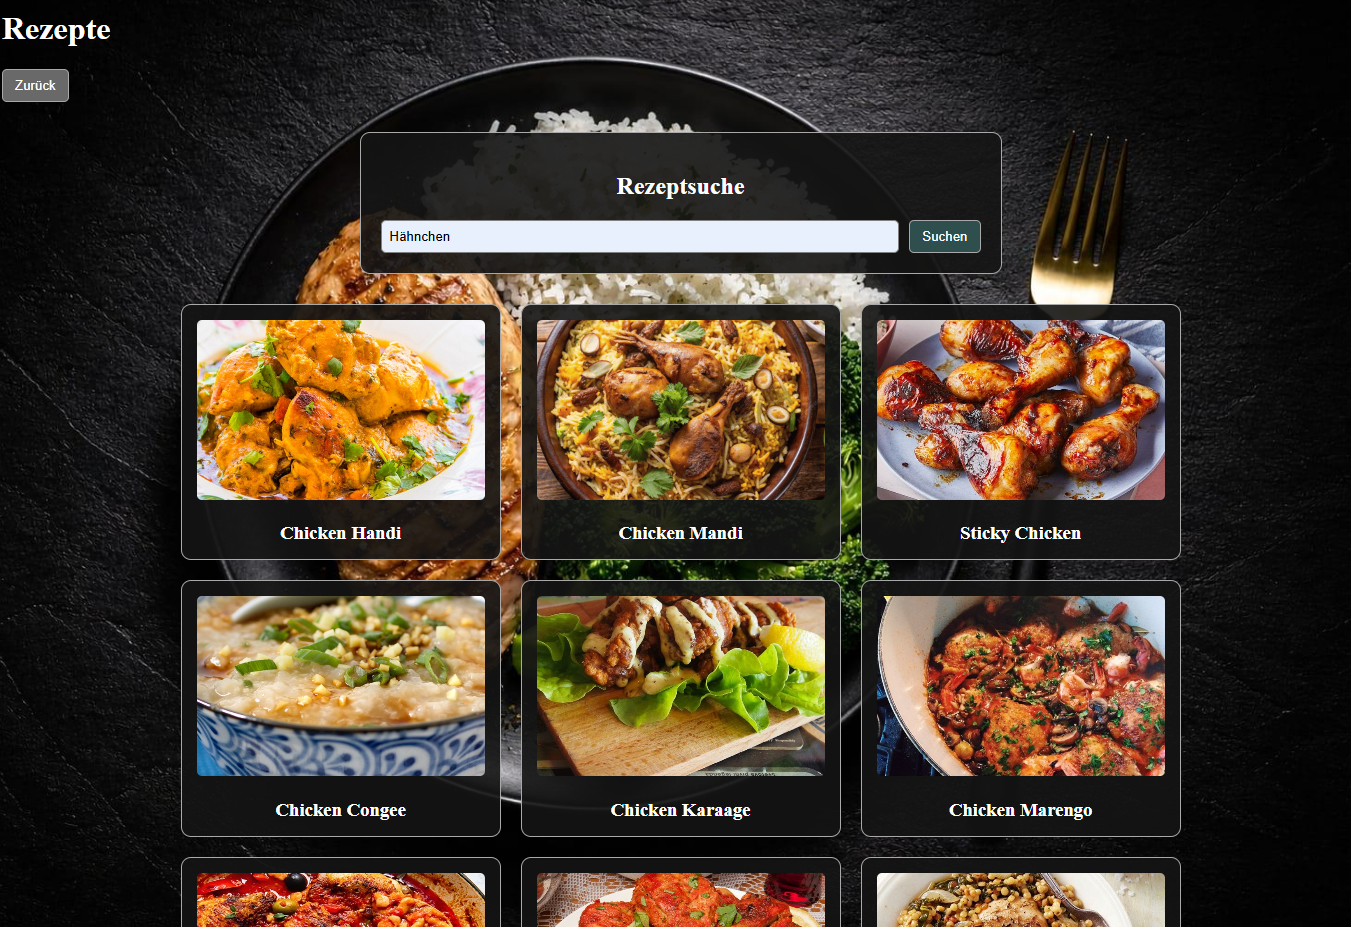 Rezepte
Zurück
Rezeptsuche
Hähnchen
Suchen
Chicken Handi
Chicken Mandi
Sticky Chicken
Chicken Congee
Chicken Karaage
Chicken Marengo